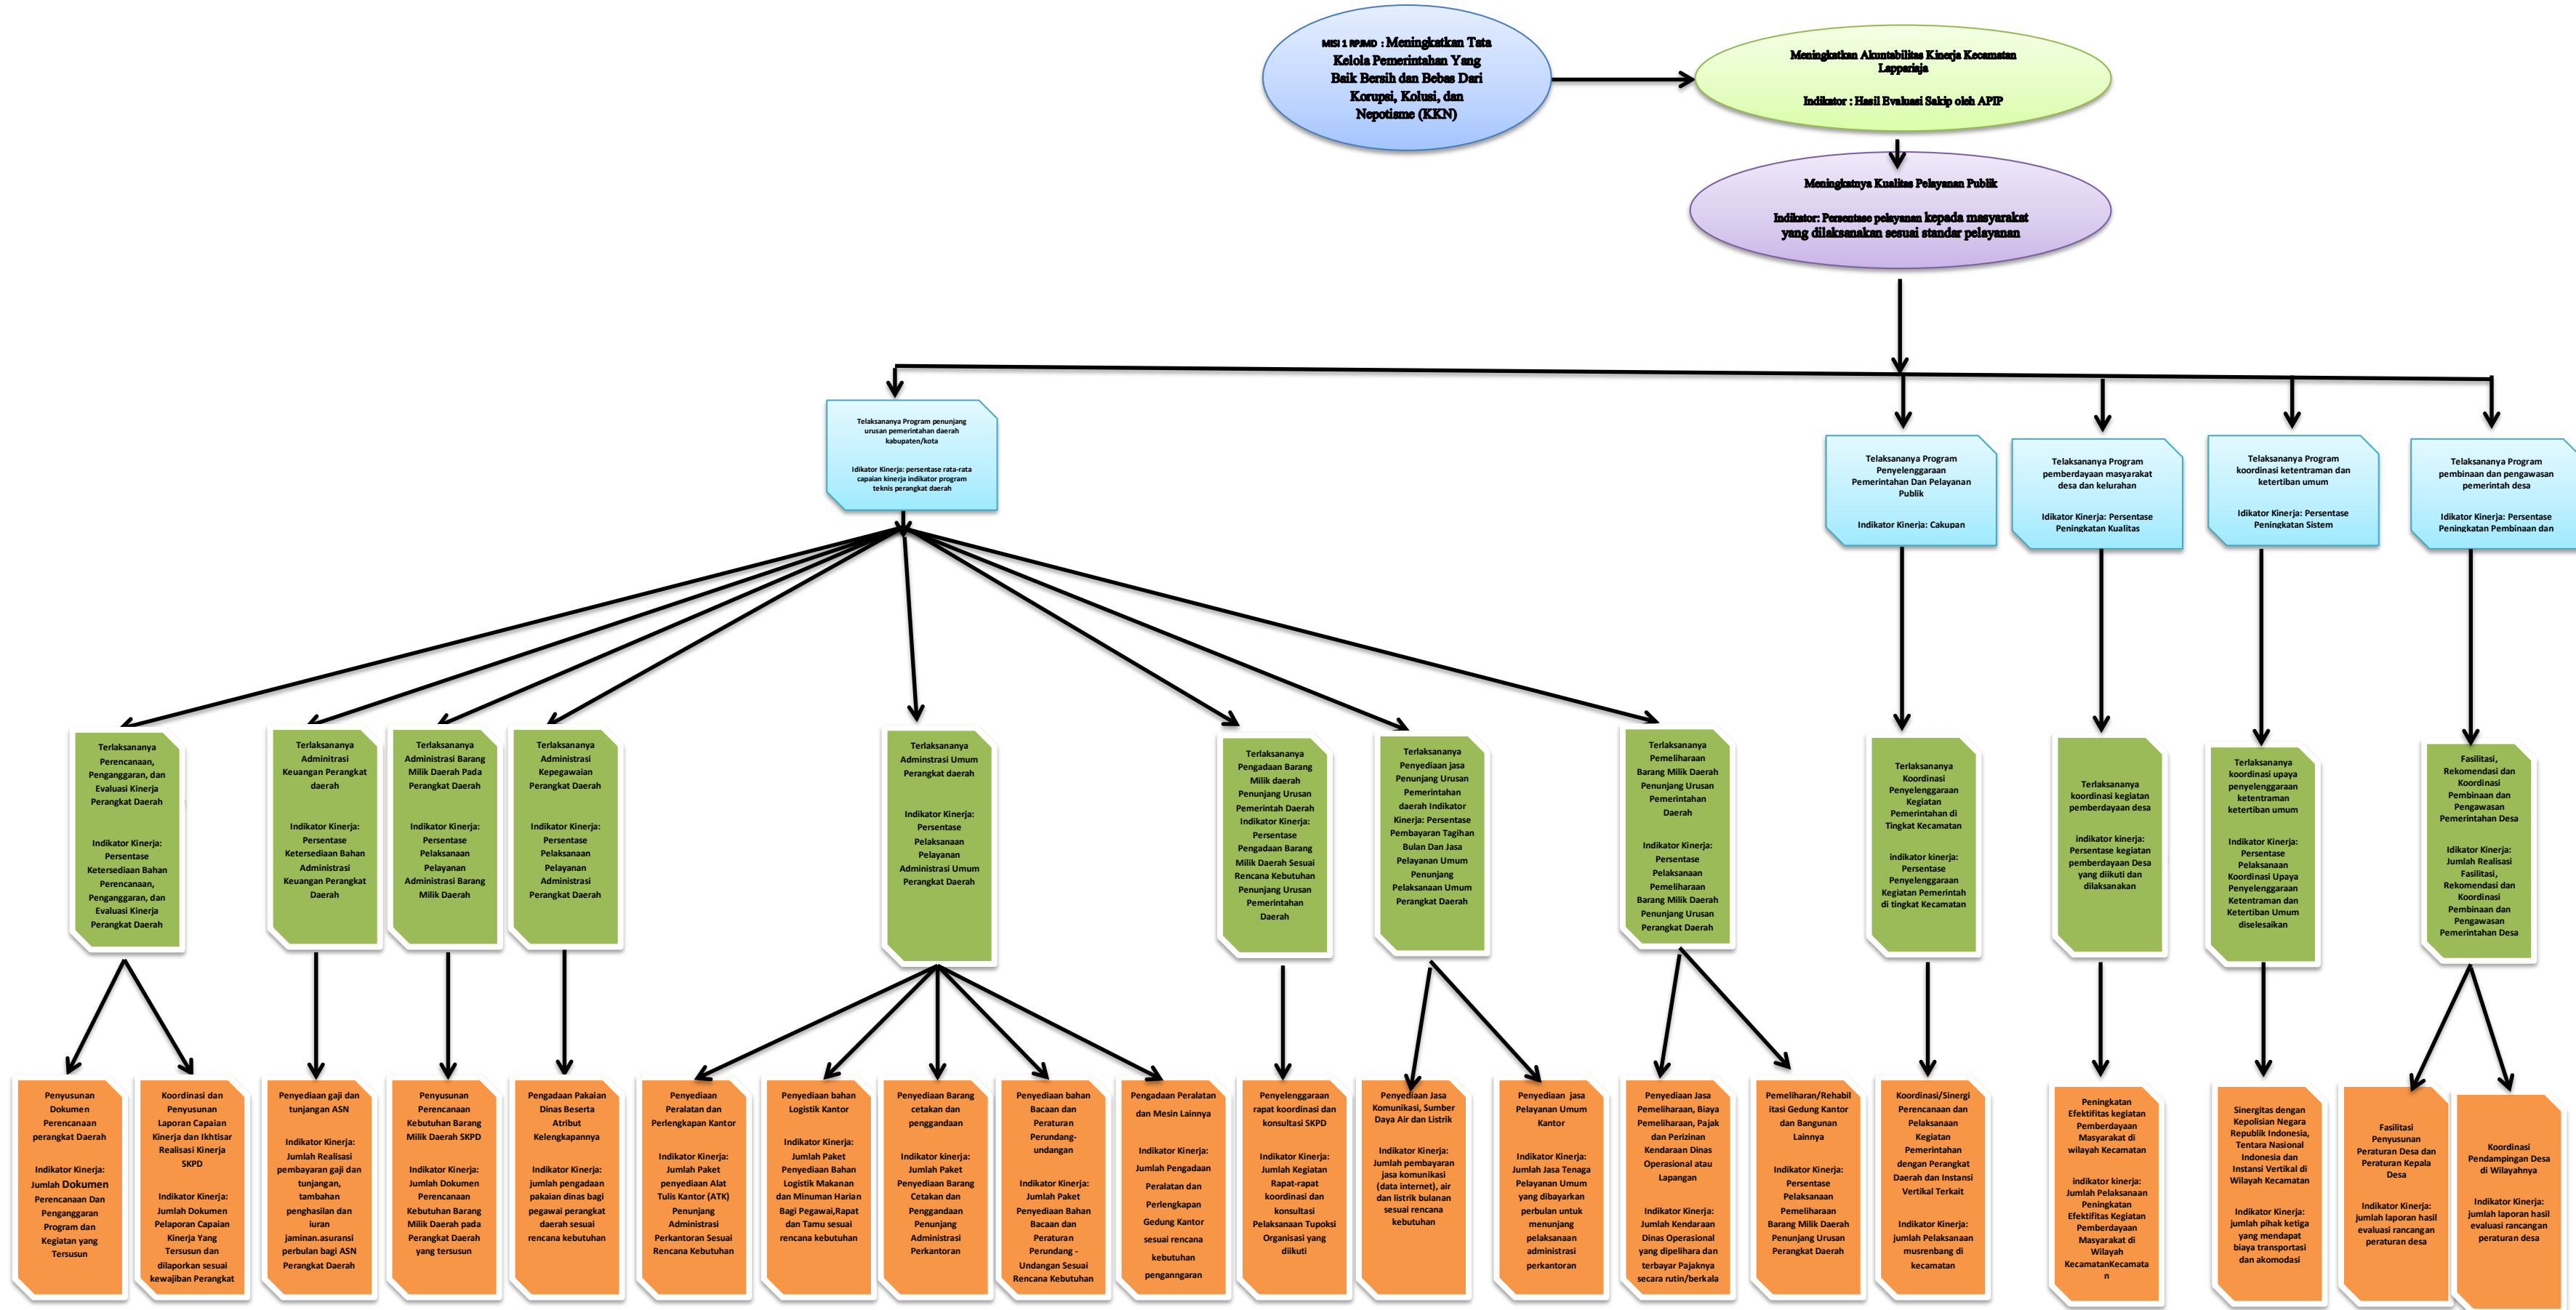 MISI 1 RPJMD : Meningkatkan Tata
Kelola Pemerintahan Yang
Baik Bersih dan Bebas Dari
Korupsi, Kolusi, dan
Nepotisme (KKN)
Meningkatkan Akuntabilitas Kinerja Kecamatan
Lappariaja
Indikator : Hasil Evaluasi Sakip oleh APIP
Meningkatnya Kualitas Pelayanan Publik
Indikator: Persentase pelayanan kepada masyarakat
yang dilaksanakan sesuai standar pelayanan
Telaksananya Program penunjang
urusan pemerintahan daerah
kabupaten/kota
Idikator Kinerja: persentase rata-rata
capaian kinerja indikator program
teknis perangkat daerah
Telaksananya Program
Penyelenggaraan
Pemerintahan Dan Pelayanan
Publik
Indikator Kinerja: Cakupan
Telaksananya Program
pemberdayaan masyarakat
desa dan kelurahan
Idikator Kinerja: Persentase
Peningkatan Kualitas
Telaksananya Program
koordinasi ketentraman dan
ketertiban umum
Idikator Kinerja: Persentase
Peningkatan Sistem
Telaksananya Program
pembinaan dan pengawasan
pemerintah desa
Idikator Kinerja: Persentase
Peningkatan Pembinaan dan
Terlaksananya
Perencanaan,
Penganggaran, dan
Evaluasi Kinerja
Perangkat Daerah
Indikator Kinerja:
Persentase
Ketersediaan Bahan
Perencanaan,
Penganggaran, dan
Evaluasi Kinerja
Perangkat Daerah
Terlaksananya
Adminitrasi
Keuangan Perangkat
daerah
Indikator Kinerja:
Persentase
Ketersediaan Bahan
Administrasi
Keuangan Perangkat
Daerah
Terlaksananya
Administrasi Barang
Milik Daerah Pada
Perangkat Daerah
Indikator Kinerja:
Persentase
Pelaksanaan
Pelayanan
Administrasi Barang
Milik Daerah
Terlaksananya
Administrasi
Kepegawaian
Perangkat Daerah
Indikator Kinerja:
Persentase
Pelaksanaan
Pelayanan
Administrasi
Perangkat Daerah
Terlaksananya
Adminstrasi Umum
Perangkat daerah
Indikator Kinerja:
Persentase
Pelaksanaan
Pelayanan
Administrasi Umum
Perangkat Daerah
Terlaksananya
Pengadaan Barang
Milik daerah
Penunjang Urusan
Pemerintah Daerah
Indikator Kinerja:
Persentase
Pengadaan Barang
Milik Daerah Sesuai
Rencana Kebutuhan
Penunjang Urusan
Pemerintahan
Daerah
Terlaksananya
Penyediaan jasa
Penunjang Urusan
Pemerintahan
daerah Indikator
Kinerja: Persentase
Pembayaran Tagihan
Bulan Dan Jasa
Pelayanan Umum
Penunjang
Pelaksanaan Umum
Perangkat Daerah
Terlaksananya
Pemeliharaan
Barang Milik Daerah
Penunjang Urusan
Pemerintahan
Daerah
Indikator Kinerja:
Persentase
Pelaksanaan
Pemeliharaan
Barang Milik Daerah
Penunjang Urusan
Perangkat Daerah
Terlaksananya
Koordinasi
Penyelenggaraan
Kegiatan
Pemerintahan di
Tingkat Kecamatan
indikator kinerja:
Persentase
Penyelenggaraan
Kegiatan Pemerintah
di tingkat Kecamatan
Terlaksananya
koordinasi kegiatan
pemberdayaan desa
indikator kinerja:
Persentase kegiatan
pemberdayaan Desa
yang diikuti dan
dilaksanakan
Terlaksananya
koordinasi upaya
penyelenggaraan
ketentraman
ketertiban umum
Indikator Kinerja:
Persentase
Pelaksanaan
Koordinasi Upaya
Penyelenggaraan
Ketentraman dan
Ketertiban Umum
diselesaikan
Fasilitasi,
Rekomendasi dan
Koordinasi
Pembinaan dan
Pengawasan
Pemerintahan Desa
Idikator Kinerja:
Jumlah Realisasi
Fasilitasi,
Rekomendasi dan
Koordinasi
Pembinaan dan
Pengawasan
Pemerintahan Desa
Penyusunan
Dokumen
Perencanaan
perangkat Daerah
Indikator Kinerja:
Jumlah Dokumen
Perencanaan Dan
Penganggaran
Program dan
Kegiatan yang
Tersusun
Koordinasi dan
Penyusunan
Laporan Capaian
Kinerja dan Ikhtisar
Realisasi Kinerja
SKPD
Indikator Kinerja:
Jumlah Dokumen
Pelaporan Capaian
Kinerja Yang
Tersusun dan
dilaporkan sesuai
kewajiban Perangkat
Penyediaan gaji dan
tunjangan ASN
Indikator Kinerja:
Jumlah Realisasi
pembayaran gaji dan
tunjangan,
tambahan
penghasilan dan
iuran
jaminan.asuransi
perbulan bagi ASN
Perangkat Daerah
Penyusunan
Perencanaan
Kebutuhan Barang
Milik Daerah SKPD
Indikator Kinerja:
Jumlah Dokumen
Perencanaan
Kebutuhan Barang
Milik Daerah pada
Perangkat Daerah
yang tersusun
Pengadaan Pakaian
Dinas Beserta
Atribut
Kelengkapannya
Indikator Kinerja:
jumlah pengadaan
pakaian dinas bagi
pegawai perangkat
daerah sesuai
rencana kebutuhan
Penyediaan
Peralatan dan
Perlengkapan Kantor
Indikator Kinerja:
Jumlah Paket
penyediaan Alat
Tulis Kantor (ATK)
Penunjang
Administrasi
Perkantoran Sesuai
Rencana Kebutuhan
Penyediaan bahan
Logistik Kantor
Indikator Kinerja:
Jumlah Paket
Penyediaan Bahan
Logistik Makanan
dan Minuman Harian
Bagi Pegawai,Rapat
dan Tamu sesuai
rencana kebutuhan
Penyediaan Barang
cetakan dan
penggandaan
Indikator kinerja:
Jumlah Paket
Penyediaan Barang
Cetakan dan
Penggandaan
Penunjang
Administrasi
Perkantoran
Penyediaan bahan
Bacaan dan
Peraturan
Perundang-
undangan
Indikator Kinerja:
Jumlah Paket
Penyediaan Bahan
Bacaan dan
Peraturan
Perundang -
Undangan Sesuai
Rencana Kebutuhan
Pengadaan Peralatan
dan Mesin Lainnya
Indikator Kinerja:
Jumlah Pengadaan
Peralatan dan
Perlengkapan
Gedung Kantor
sesuai rencana
kebutuhan
penganngaran
Penyelenggaraan
rapat koordinasi dan
konsultasi SKPD
Indikator Kinerja:
Jumlah Kegiatan
Rapat-rapat
koordinasi dan
konsultasi
Pelaksanaan Tupoksi
Organisasi yang
diikuti
Penyediaan Jasa
Komunikasi, Sumber
Daya Air dan Listrik
Indikator Kinerja:
Jumlah pembayaran
jasa komunikasi
(data internet), air
dan listrik bulanan
sesuai rencana
kebutuhan
Penyediaan jasa
Pelayanan Umum
Kantor
Indikator Kinerja:
Jumlah Jasa Tenaga
Pelayanan Umum
yang dibayarkan
perbulan untuk
menunjang
pelaksanaan
administrasi
perkantoran
Penyediaan Jasa
Pemeliharaan, Biaya
Pemeliharaan, Pajak
dan Perizinan
Kendaraan Dinas
Operasional atau
Lapangan
Indikator Kinerja:
Jumlah Kendaraan
Dinas Operasional
yang dipelihara dan
terbayar Pajaknya
secara rutin/berkala
Pemeliharan/Rehabil
itasi Gedung Kantor
dan Bangunan
Lainnya
Indikator Kinerja:
Persentase
Pelaksanaan
Pemeliharaan
Barang Milik Daerah
Penunjang Urusan
Perangkat Daerah
Koordinasi/Sinergi
Perencanaan dan
Pelaksanaan
Kegiatan
Pemerintahan
dengan Perangkat
Daerah dan Instansi
Vertikal Terkait
Indikator Kinerja:
jumlah Pelaksanaan
musrenbang di
kecamatan
Peningkatan
Efektifitas kegiatan
Pemberdayaan
Masyarakat di
wilayah Kecamatan
indikator kinerja:
Jumlah Pelaksanaan
Peningkatan
Efektifitas Kegiatan
Pemberdayaan
Masyarakat di
Wilayah
KecamatanKecamata
n
Sinergitas dengan
Kepolisian Negara
Republik Indonesia,
Tentara Nasional
Indonesia dan
Instansi Vertikal di
Wilayah Kecamatan
Indikator Kinerja:
jumlah pihak ketiga
yang mendapat
biaya transportasi
dan akomodasi
Fasilitasi
Penyusunan
Peraturan Desa dan
Peraturan Kepala
Desa
Indikator Kinerja:
jumlah laporan hasil
evaluasi rancangan
peraturan desa
Koordinasi
Pendampingan Desa
di Wilayahnya
Indikator Kinerja:
jumlah laporan hasil
evaluasi rancangan
peraturan desa